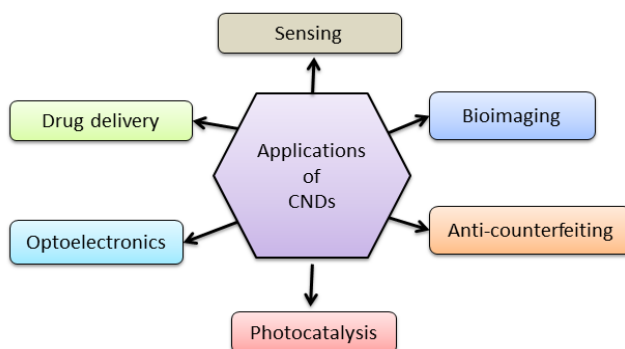 Sensing
Drug delivery
Bioimaging
Applications
of
CNDs
Optoelectronics
Anti-counterfeiting
Photocatalysis